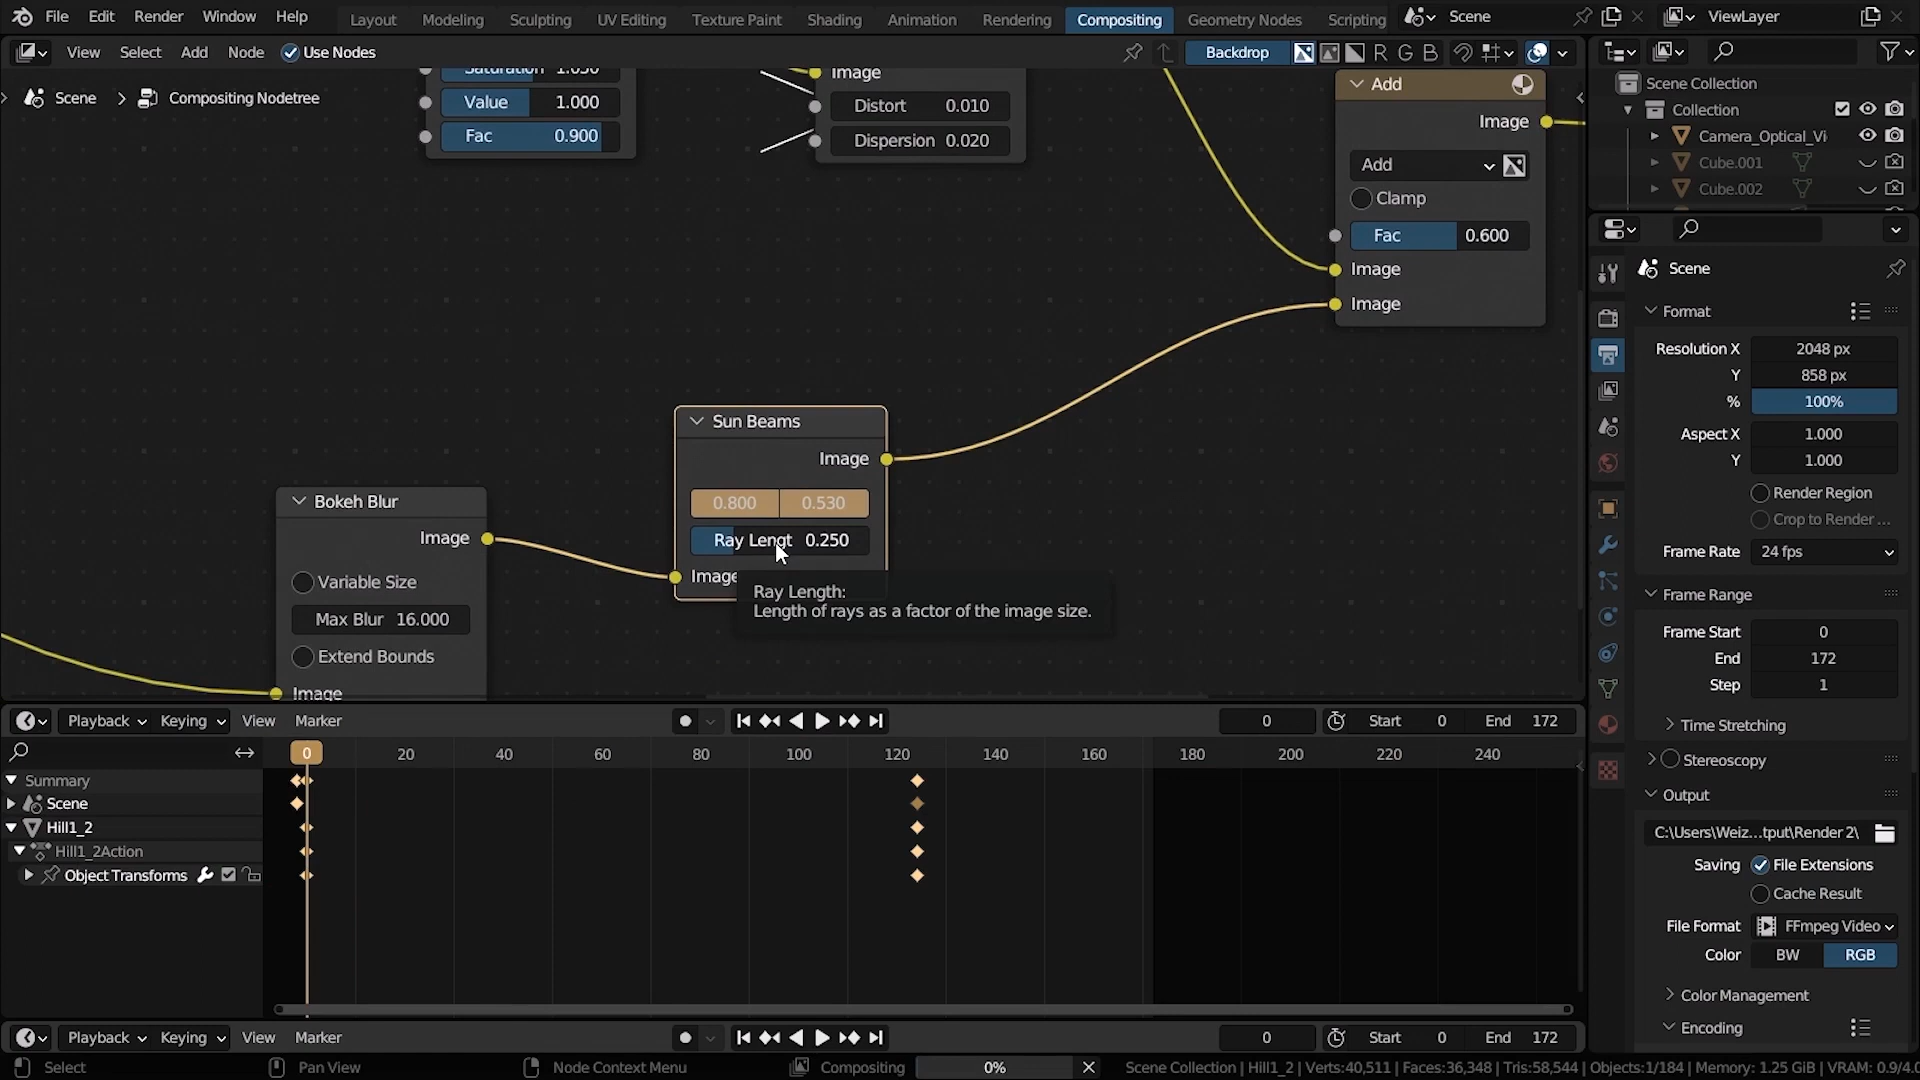 File Edit Render Window Help Layout Modeling Sculpting UV Editing Texture Paint Shading Animation Rendering Compositing Geometry Nodes Scripting Scene ViewLayer
View Select Add Node Use Nodes Backdrop R G B
Scene > Compositing Nodetree
Saturation 1.050
Value 1.000
Fac 0.900
Image
Distort 0.010
Dispersion 0.020
Add
Image
Add
Clamp
Fac 0.600
Image
Image
Sun Beams
Image
0.800 0.530
Ray Lengt 0.250
Image
Ray Length:
Length of rays as a factor of the image size.
Bokeh Blur
Image
Variable Size
Max Blur 16.000
Extend Bounds
Image
Scene Collection
Collection
Camera_Optical_Vi
Cube.001
Cube.002
Scene
Format
Resolution X 2048 px
Y 858 px
% 100%
Aspect X 1.000
Y 1.000
Render Region
Crop to Render ...
Frame Rate 24 fps
Frame Range
Frame Start 0
End 172
Step 1
Time Stretching
Stereoscopy
Output
C:\Users\Weiz...tput\Render 2\
Saving File Extensions
Cache Result
File Format FFmpeg Video
Color BW RGB
Color Management
Encoding
Playback Keying View Marker 0 Start 0 End 172
0 20 40 60 80 100 120 140 160 180 200 220 240
Summary
Scene
Hill1_2
Hill1_2Action
Object Transforms
Playback Keying View Marker 0 Start 0 End 172
Select Pan View Node Context Menu Compositing 0% Scene Collection | Hill1_2 | Verts:40,511 | Faces:36,348 | Tris:58,544 | Objects:1/184 | Memory: 1.25 GiB | VRAM: 0.9/4.0